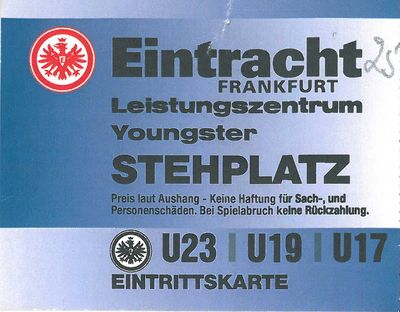 Eintracht 25
FRANKFURT
Leistungszentrum
Youngster
STEHPLATZ
Preis laut Aushang - Keine Haftung für Sach-, und
Personenschäden. Bei Spielabruch keine Rückzahlung.
U23 | U19 | U17
EINTRITTSKARTE